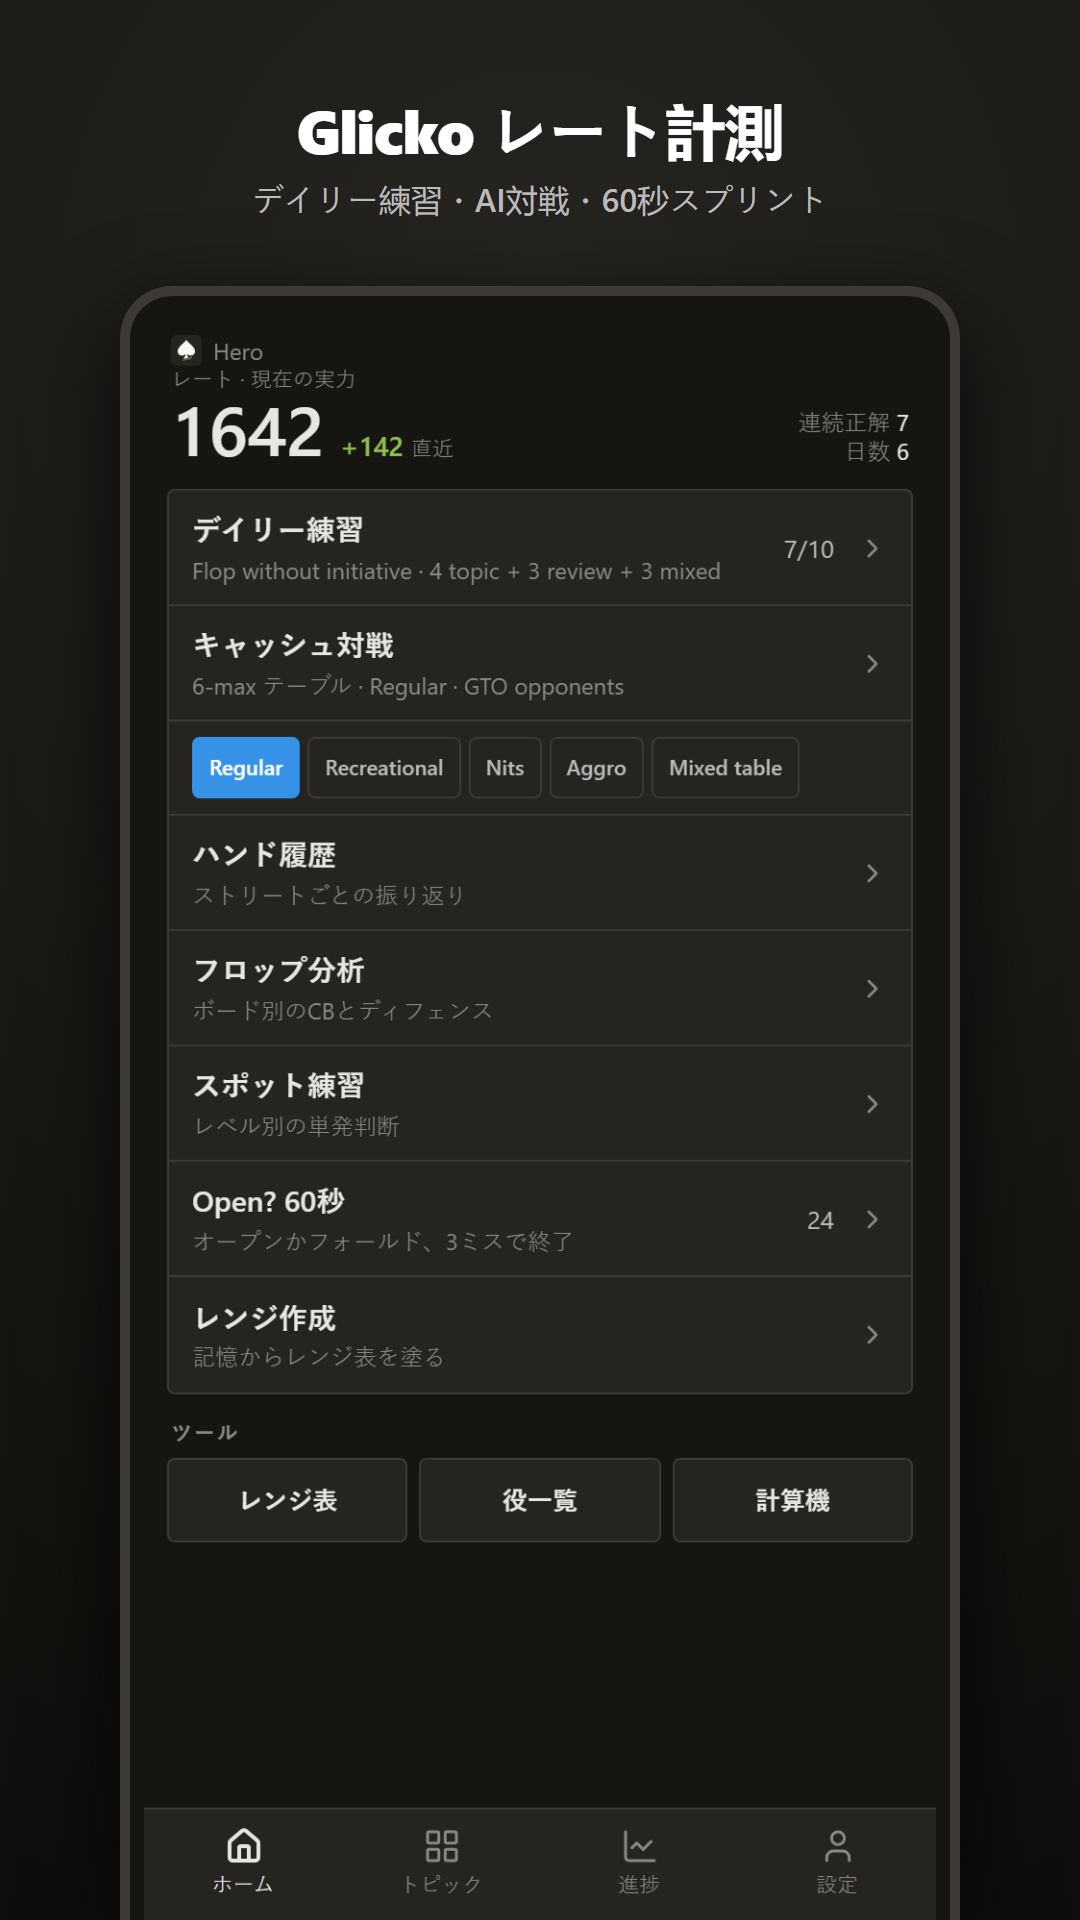 Glicko レート計測
デイリー練習・AI対戦・60秒スプリント
Hero
レート · 現在の実力
1642 +142 直近
連続正解 7
日数 6
デイリー練習
Flop without initiative · 4 topic + 3 review + 3 mixed
7/10
キャッシュ対戦
6-max テーブル · Regular · GTO opponents
Regular Recreational Nits Aggro Mixed table
ハンド履歴
ストリートごとの振り返り
フロップ分析
ボード別のCBとディフェンス
スポット練習
レベル別の単発判断
Open? 60秒
オープンかフォールド、3ミスで終了
24
レンジ作成
記憶からレンジ表を塗る
ツール
レンジ表 役一覧 計算機
ホーム トピック 進捗 設定